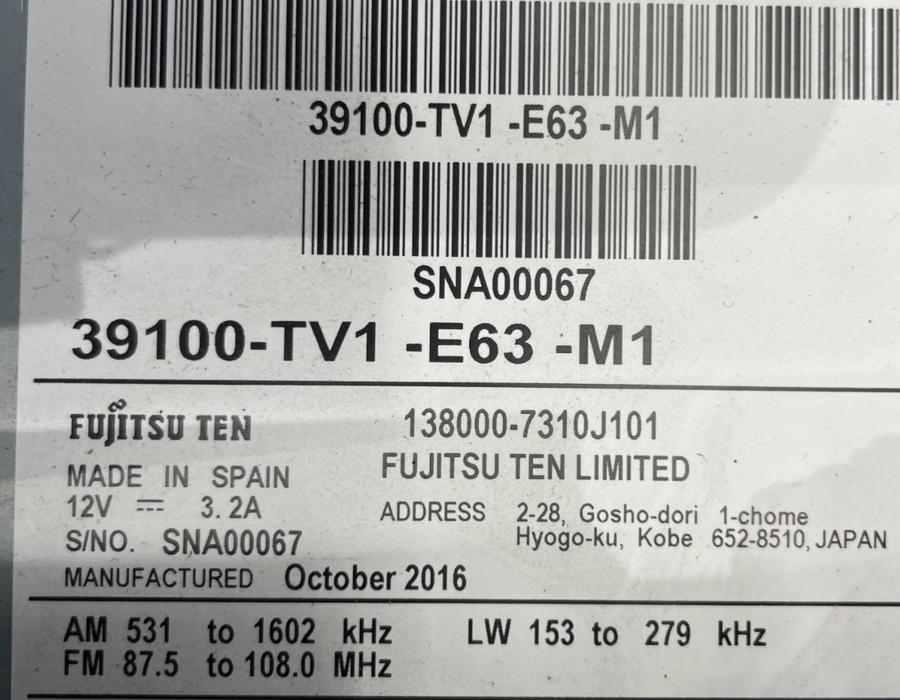 39100-TV1 -E63 -M1
SNA00067
39100-TV1 -E63 -M1
FUJITSU TEN 138000-7310J101
MADE IN SPAIN FUJITSU TEN LIMITED
12V ⎓ 3.2A ADDRESS 2-28, Gosho-dori 1-chome
S/NO. SNA00067 Hyogo-ku, Kobe 652-8510, JAPAN
MANUFACTURED October 2016
AM 531 to 1602 kHz LW 153 to 279 kHz
FM 87.5 to 108.0 MHz